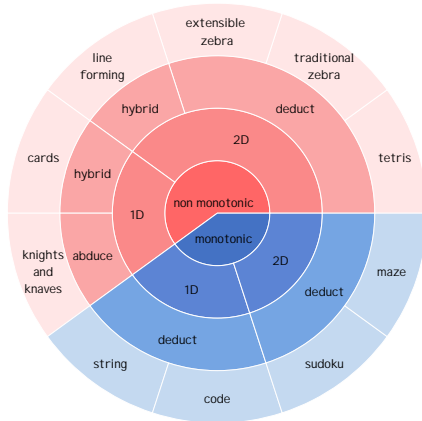 extensible
zebra
line
forming
traditional
zebra
hybrid
deduct
2D
cards
hybrid
tetris
non monotonic
1D
monotonic
knights
and
knaves
abduce
2D
maze
1D
deduct
deduct
string
sudoku
code